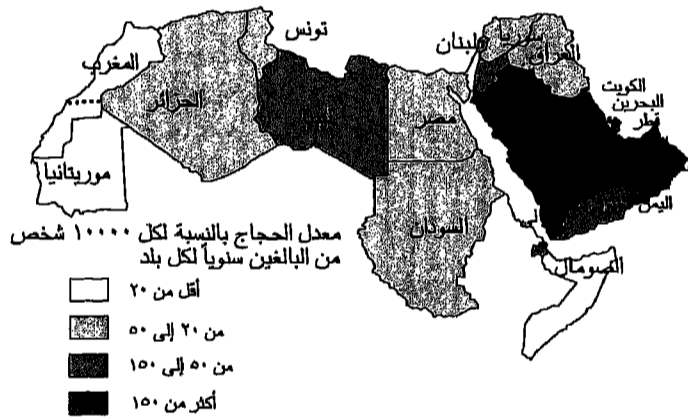 تونس
المغرب
لبنان
سوريا
العراق
الجزائر
الكويت
البحرين
قطر
مصر
موريتانيا
اليمن
السودان
الصومال
معدل الحجاج بالنسبة لكل ١٠٠٠٠ شخص
من البالغين سنوياً لكل بلد
أقل من ٢٠
من ٢٠ إلى ٥٠
من ٥٠ إلى ١٥٠
أكثر من ١٥٠